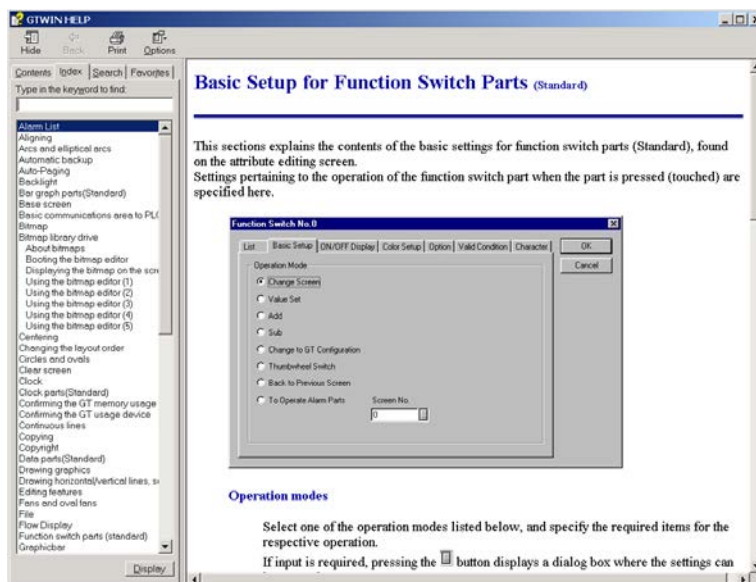 GTWIN HELP
Hide Back Print Options
Contents Index Search Favorites
Type in the keyword to find:
Alarm List
Aligning
Arcs and elliptical arcs
Automatic backup
Auto-Paging
Backlight
Bar graph parts(Standard)
Base screen
Basic communications area to PLC
Bitmap
Bitmap library drive
About bitmaps
Booting the bitmap editor
Displaying the bitmap on the scre
Using the bitmap editor (1)
Using the bitmap editor (2)
Using the bitmap editor (3)
Using the bitmap editor (4)
Using the bitmap editor (5)
Centering
Changing the layout order
Circles and ovals
Clear screen
Clock
Clock parts(Standard)
Confirming the GT memory usage
Confirming the GT usage device
Continuous lines
Copying
Copyright
Data parts(Standard)
Drawing graphics
Drawing horizontal/vertical lines, s
Editing features
Fans and oval fans
File
Flow Display
Function switch parts (standard)
Graphicbar
Display
Basic Setup for Function Switch Parts (Standard)
This sections explains the contents of the basic settings for function switch parts (Standard), found
on the attribute editing screen.
Settings pertaining to the operation of the function switch part when the part is pressed (touched) are
specified here.
Function Switch No.0
List Basic Setup ON/OFF Display Color Setup Option Valid Condition Character
OK
Cancel
Operation Mode
Change Screen
Value Set
Add
Sub
Change to GT Configuration
Thumbwheel Switch
Back to Previous Screen
To Operate Alarm Parts Screen No.
0
Operation modes
Select one of the operation modes listed below, and specify the required items for the
respective operation.
If input is required, pressing the button displays a dialog box where the settings can